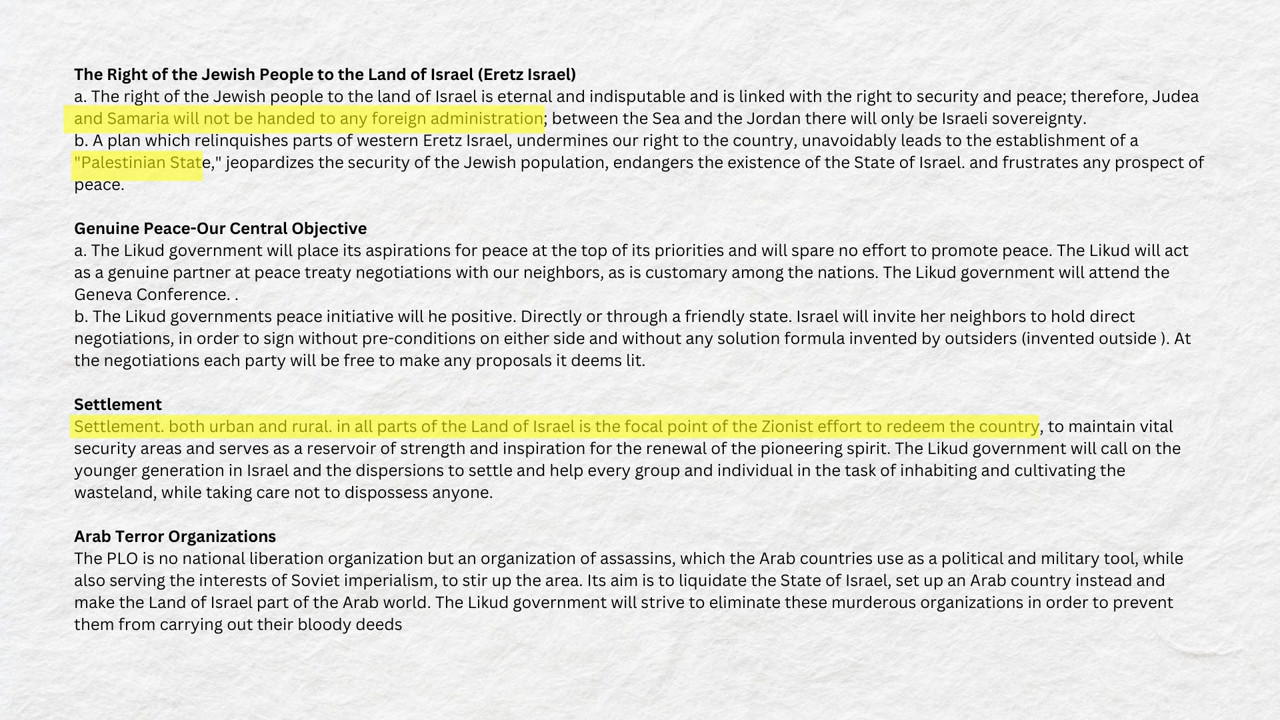 The Right of the Jewish People to the Land of Israel (Eretz Israel)
a. The right of the Jewish people to the land of Israel is eternal and indisputable and is linked with the right to security and peace; therefore, Judea
and Samaria will not be handed to any foreign administration; between the Sea and the Jordan there will only be Israeli sovereignty.
b. A plan which relinquishes parts of western Eretz Israel, undermines our right to the country, unavoidably leads to the establishment of a
"Palestinian State," jeopardizes the security of the Jewish population, endangers the existence of the State of Israel. and frustrates any prospect of
peace.
Genuine Peace-Our Central Objective
a. The Likud government will place its aspirations for peace at the top of its priorities and will spare no effort to promote peace. The Likud will act
as a genuine partner at peace treaty negotiations with our neighbors, as is customary among the nations. The Likud government will attend the
Geneva Conference. .
b. The Likud governments peace initiative will he positive. Directly or through a friendly state. Israel will invite her neighbors to hold direct
negotiations, in order to sign without pre-conditions on either side and without any solution formula invented by outsiders (invented outside ). At
the negotiations each party will be free to make any proposals it deems lit.
Settlement
Settlement. both urban and rural. in all parts of the Land of Israel is the focal point of the Zionist effort to redeem the country, to maintain vital
security areas and serves as a reservoir of strength and inspiration for the renewal of the pioneering spirit. The Likud government will call on the
younger generation in Israel and the dispersions to settle and help every group and individual in the task of inhabiting and cultivating the
wasteland, while taking care not to dispossess anyone.
Arab Terror Organizations
The PLO is no national liberation organization but an organization of assassins, which the Arab countries use as a political and military tool, while
also serving the interests of Soviet imperialism, to stir up the area. Its aim is to liquidate the State of Israel, set up an Arab country instead and
make the Land of Israel part of the Arab world. The Likud government will strive to eliminate these murderous organizations in order to prevent
them from carrying out their bloody deeds